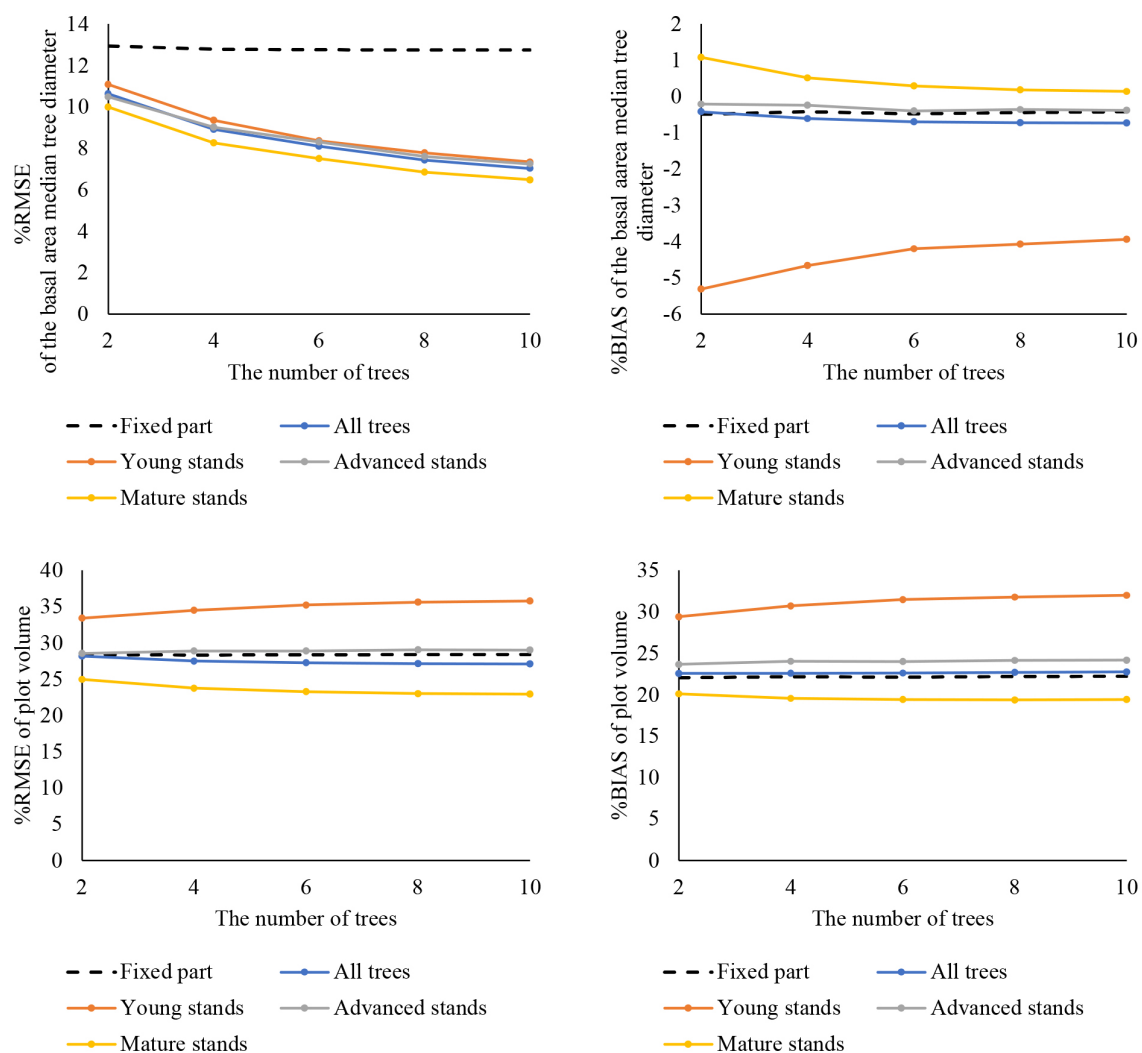 %RMSE
of the basal area median tree diameter
14
12
10
8
6
4
2
0
2 4 6 8 10
The number of trees
Fixed part All trees
Young stands Advanced stands
Mature stands
%BIAS of the basal aarea median tree
diameter
2
1
0
-1
-2
-3
-4
-5
-6
2 4 6 8 10
The number of trees
Fixed part All trees
Young stands Advanced stands
Mature stands
%RMSE of plot volume
40
35
30
25
20
15
10
5
0
2 4 6 8 10
The number of trees
Fixed part All trees
Young stands Advanced stands
Mature stands
%BIAS of plot volume
35
30
25
20
15
10
5
0
2 4 6 8 10
The number of trees
Fixed part All trees
Young stands Advanced stands
Mature stands